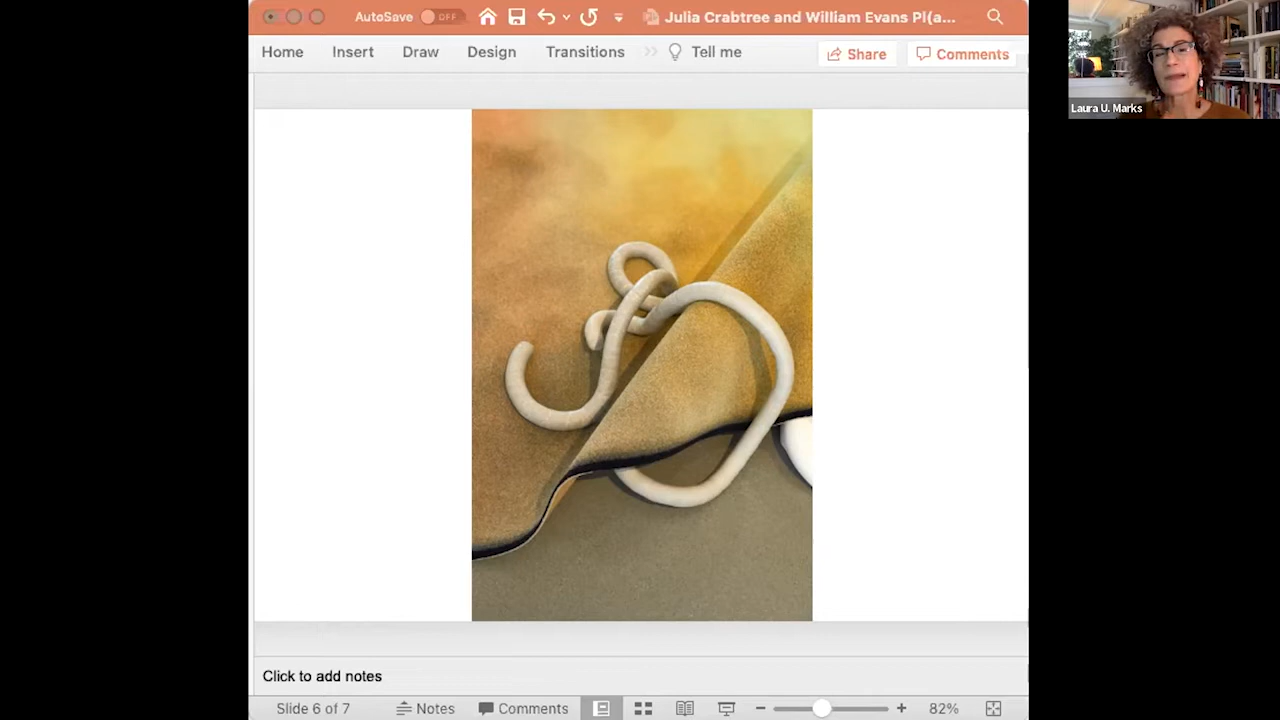 AutoSave OFF Julia Crabtree and William Evans Pl(a...
Home Insert Draw Design Transitions Tell me Share Comments
Laura U. Marks
Click to add notes
Slide 6 of 7 Notes Comments 82%